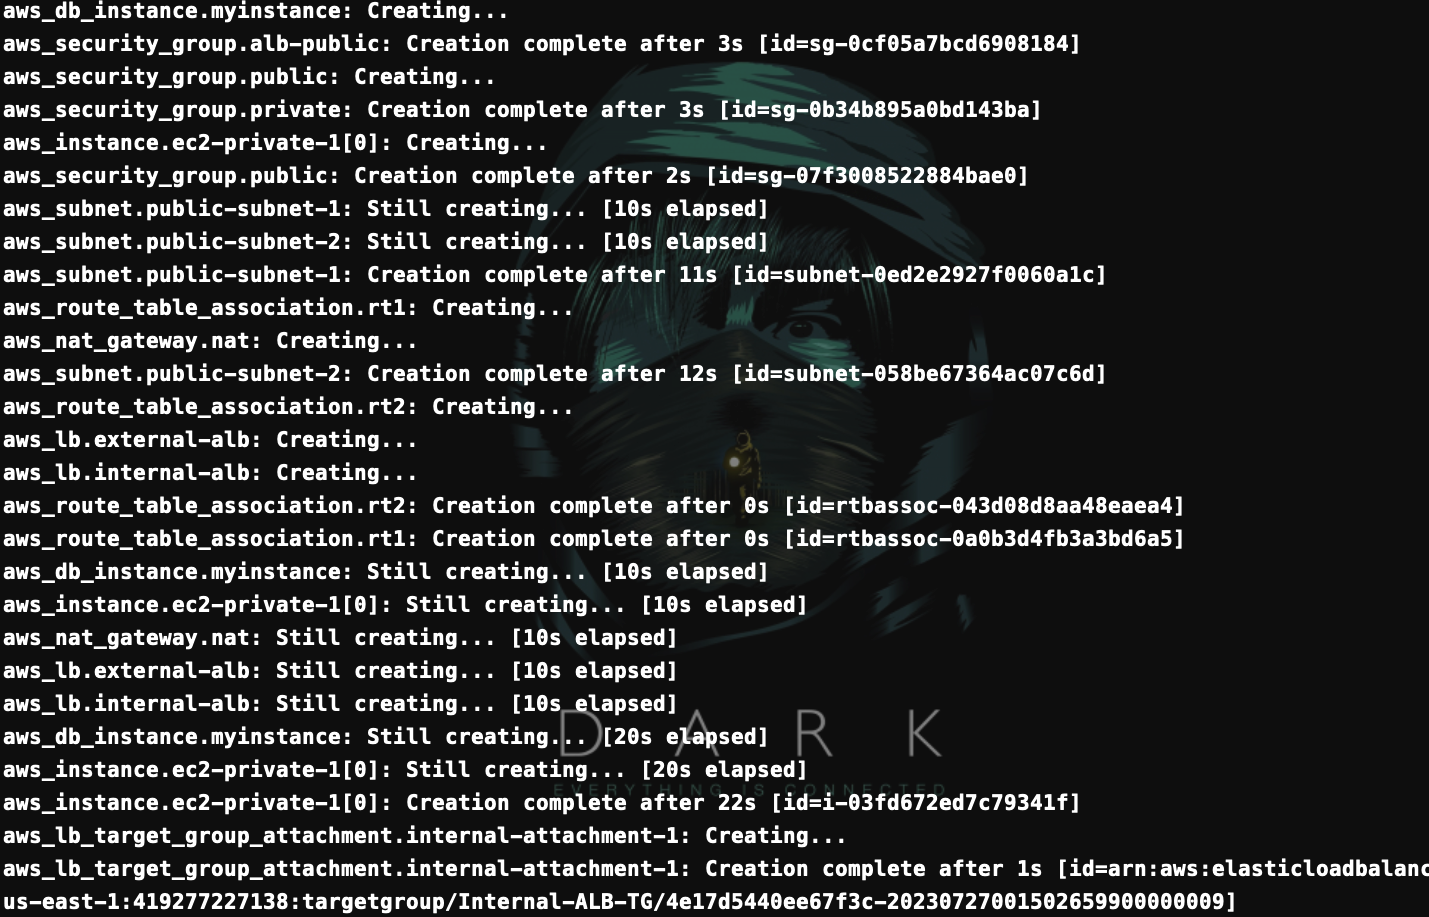 aws_db_instance.myinstance: Creating...
aws_security_group.alb-public: Creation complete after 3s [id=sg-0cf05a7bcd6908184]
aws_security_group.public: Creating...
aws_security_group.private: Creation complete after 3s [id=sg-0b34b895a0bd143ba]
aws_instance.ec2-private-1[0]: Creating...
aws_security_group.public: Creation complete after 2s [id=sg-07f3008522884bae0]
aws_subnet.public-subnet-1: Still creating... [10s elapsed]
aws_subnet.public-subnet-2: Still creating... [10s elapsed]
aws_subnet.public-subnet-1: Creation complete after 11s [id=subnet-0ed2e2927f0060a1c]
aws_route_table_association.rt1: Creating...
aws_nat_gateway.nat: Creating...
aws_subnet.public-subnet-2: Creation complete after 12s [id=subnet-058be67364ac07c6d]
aws_route_table_association.rt2: Creating...
aws_lb.external-alb: Creating...
aws_lb.internal-alb: Creating...
aws_route_table_association.rt2: Creation complete after 0s [id=rtbassoc-043d08d8aa48eaea4]
aws_route_table_association.rt1: Creation complete after 0s [id=rtbassoc-0a0b3d4fb3a3bd6a5]
aws_db_instance.myinstance: Still creating... [10s elapsed]
aws_instance.ec2-private-1[0]: Still creating... [10s elapsed]
aws_nat_gateway.nat: Still creating... [10s elapsed]
aws_lb.external-alb: Still creating... [10s elapsed]
aws_lb.internal-alb: Still creating... [10s elapsed]
DARK
aws_db_instance.myinstance: Still creating... [20s elapsed]
aws_instance.ec2-private-1[0]: Still creating... [20s elapsed]
EVERYTHING IS CONNECTED
aws_instance.ec2-private-1[0]: Creation complete after 22s [id=i-03fd672ed7c79341f]
aws_lb_target_group_attachment.internal-attachment-1: Creating...
aws_lb_target_group_attachment.internal-attachment-1: Creation complete after 1s [id=arn:aws:elasticloadbalanc
us-east-1:419277227138:targetgroup/Internal-ALB-TG/4e17d5440ee67f3c-20230727001502659900000009]